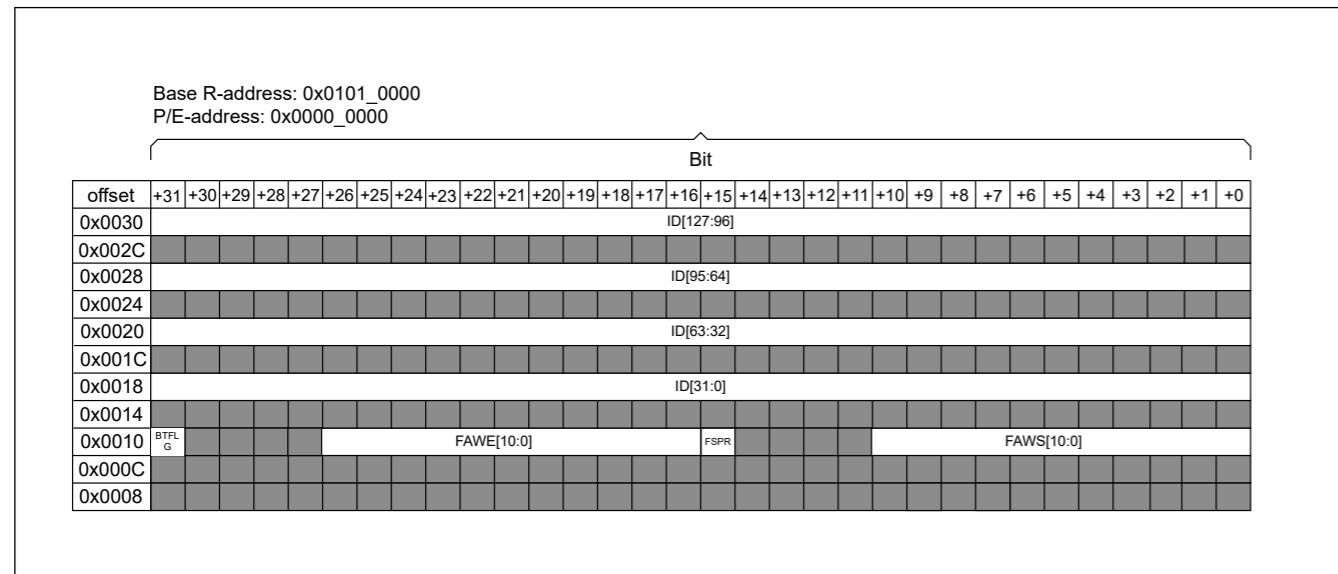 Base R-address: 0x0101_0000
P/E-address: 0x0000_0000
Bit
offset +31 +30 +29 +28 +27 +26 +25 +24 +23 +22 +21 +20 +19 +18 +17 +16 +15 +14 +13 +12 +11 +10 +9 +8 +7 +6 +5 +4 +3 +2 +1 +0
0x0030 ID[127:96]
0x002C
0x0028 ID[95:64]
0x0024
0x0020 ID[63:32]
0x001C
0x0018 ID[31:0]
0x0014
0x0010 BTFL G FAWE[10:0] FSPR FAWS[10:0]
0x000C
0x0008